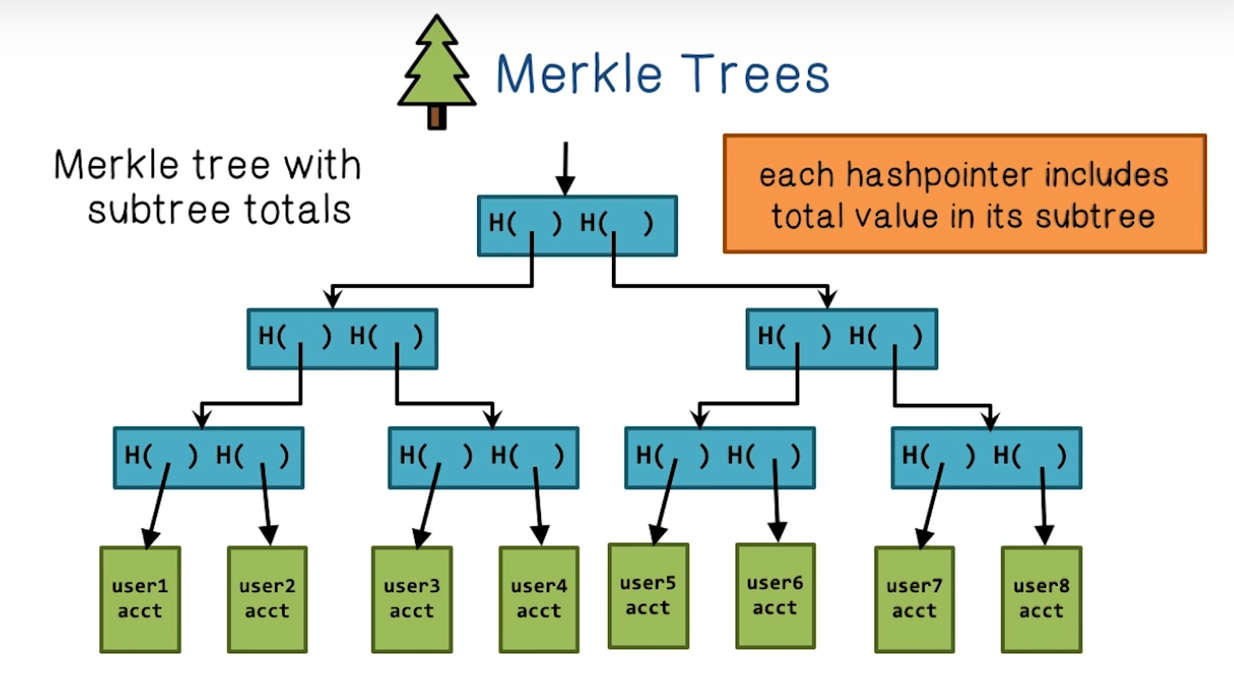 Merkle Trees
Merkle tree with
subtree totals
each hashpointer includes
total value in its subtree
H(  ) H(  )
H(  ) H(  )
H(  ) H(  )
H(  ) H(  )
H(  ) H(  )
H(  ) H(  )
H(  ) H(  )
user1
acct
user2
acct
user3
acct
user4
acct
user5
acct
user6
acct
user7
acct
user8
acct